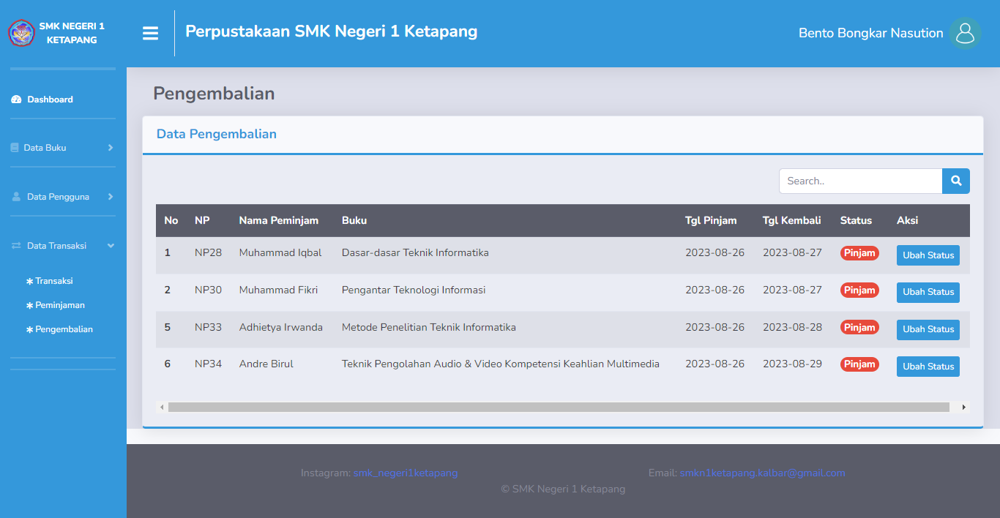 SMK NEGERI 1
KETAPANG
Perpustakaan SMK Negeri 1 Ketapang
Bento Bongkar Nasution
Dashboard
Data Buku
Data Pengguna
Data Transaksi
Transaksi
Peminjaman
Pengembalian
Pengembalian
Data Pengembalian
Search..
No NP Nama Peminjam Buku Tgl Pinjam Tgl Kembali Status Aksi
1 NP28 Muhammad Iqbal Dasar-dasar Teknik Informatika 2023-08-26 2023-08-27 Pinjam Ubah Status
2 NP30 Muhammad Fikri Pengantar Teknologi Informasi 2023-08-26 2023-08-27 Pinjam Ubah Status
5 NP33 Adhietya Irwanda Metode Penelitian Teknik Informatika 2023-08-26 2023-08-28 Pinjam Ubah Status
6 NP34 Andre Birul Teknik Pengolahan Audio & Video Kompetensi Keahlian Multimedia 2023-08-26 2023-08-29 Pinjam Ubah Status
Instagram: smk_negeri1ketapang Email: smkn1ketapang.kalbar@gmail.com
© SMK Negeri 1 Ketapang